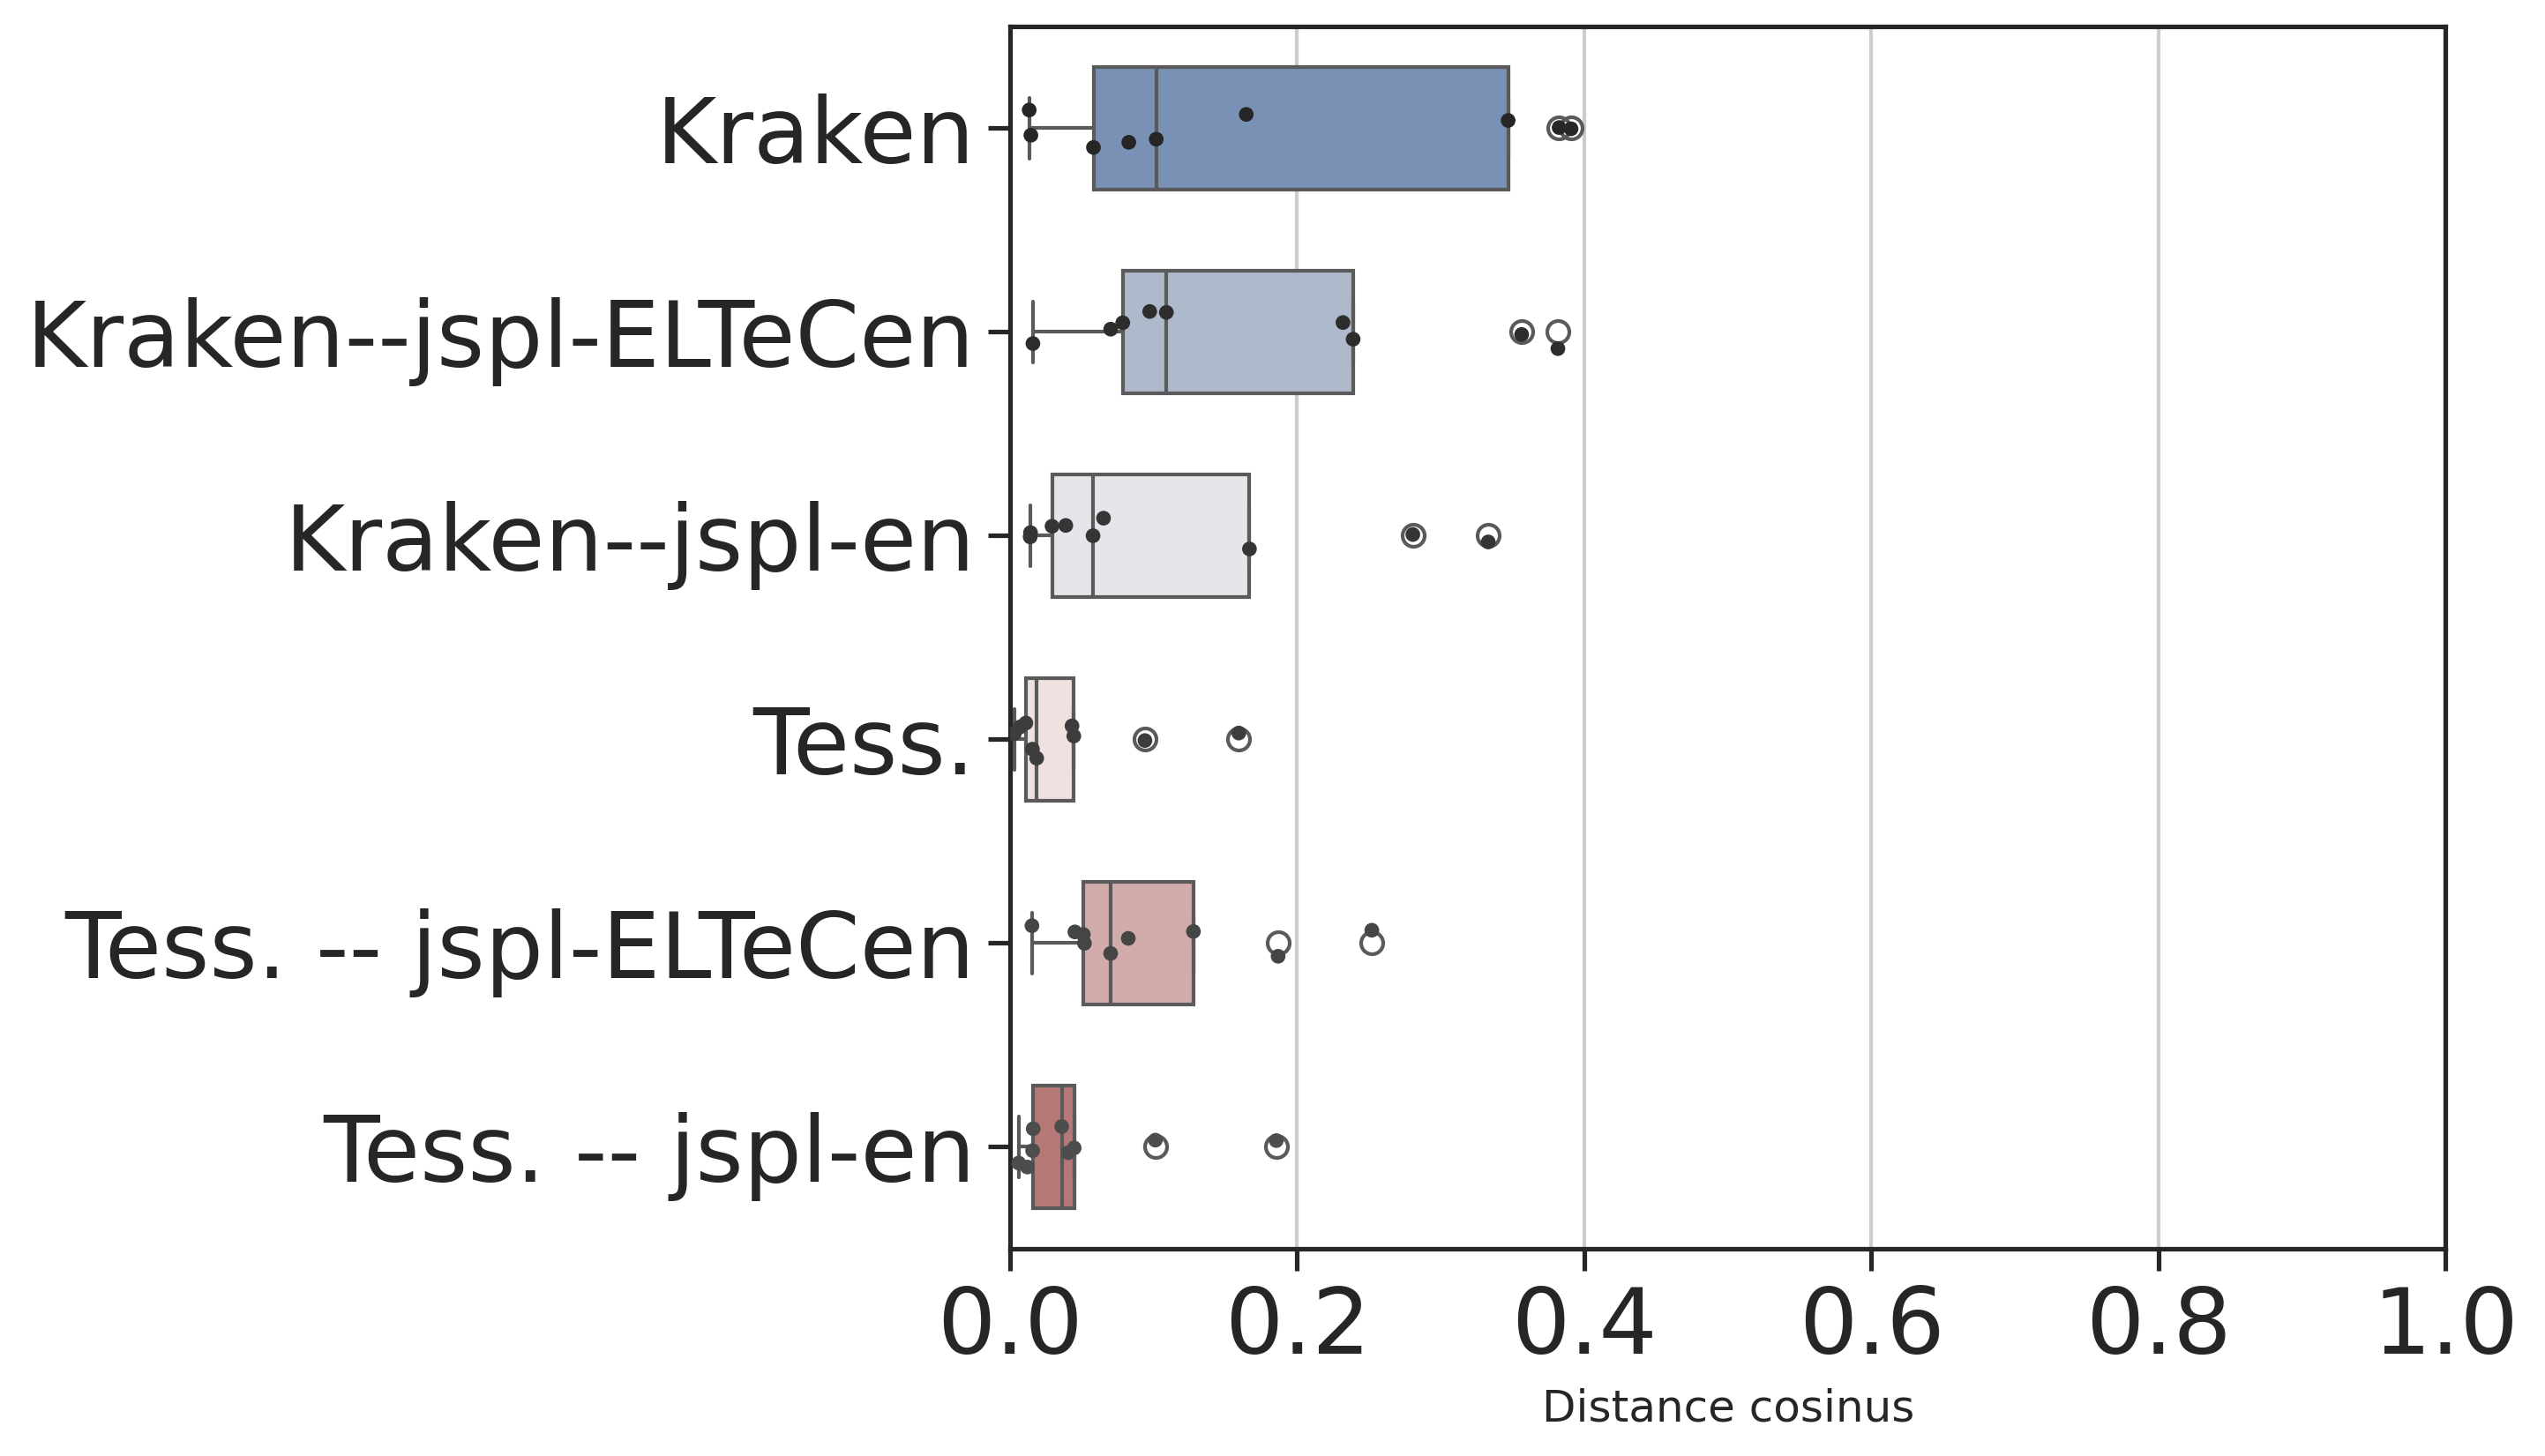 Kraken
Kraken--jspl-ELTeCen
Kraken--jspl-en
Tess.
Tess. -- jspl-ELTeCen
Tess. -- jspl-en
0.0 0.2 0.4 0.6 0.8 1.0
Distance cosinus